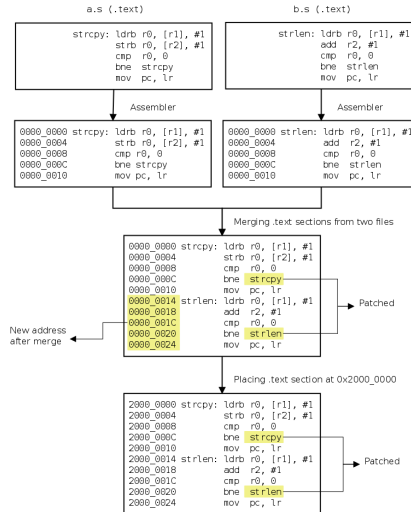 a.s (.text)
b.s (.text)
strcpy: ldrb r0, [r1], #1
strb r0, [r2], #1
cmp r0, 0
bne strcpy
mov pc, lr
strlen: ldrb r0, [r1], #1
add r2, #1
cmp r0, 0
bne strlen
mov pc, lr
Assembler
Assembler
0000_0000 strcpy: ldrb r0, [r1], #1
0000_0004 strb r0, [r2], #1
0000_0008 cmp r0, 0
0000_000C bne strcpy
0000_0010 mov pc, lr
0000_0000 strlen: ldrb r0, [r1], #1
0000_0004 add r2, #1
0000_0008 cmp r0, 0
0000_000C bne strlen
0000_0010 mov pc, lr
Merging .text sections from two files
0000_0000 strcpy: ldrb r0, [r1], #1
0000_0004 strb r0, [r2], #1
0000_0008 cmp r0, 0
0000_000C bne strcpy
0000_0010 mov pc, lr
0000_0014 strlen: ldrb r0, [r1], #1
0000_0018 add r2, #1
0000_001C cmp r0, 0
0000_0020 bne strlen
0000_0024 mov pc, lr
Patched
New address
after merge
Placing .text section at 0x2000_0000
2000_0000 strcpy: ldrb r0, [r1], #1
2000_0004 strb r0, [r2], #1
2000_0008 cmp r0, 0
2000_000C bne strcpy
2000_0010 mov pc, lr
2000_0014 strlen: ldrb r0, [r1], #1
2000_0018 add r2, #1
2000_001C cmp r0, 0
2000_0020 bne strlen
2000_0024 mov pc, lr
Patched